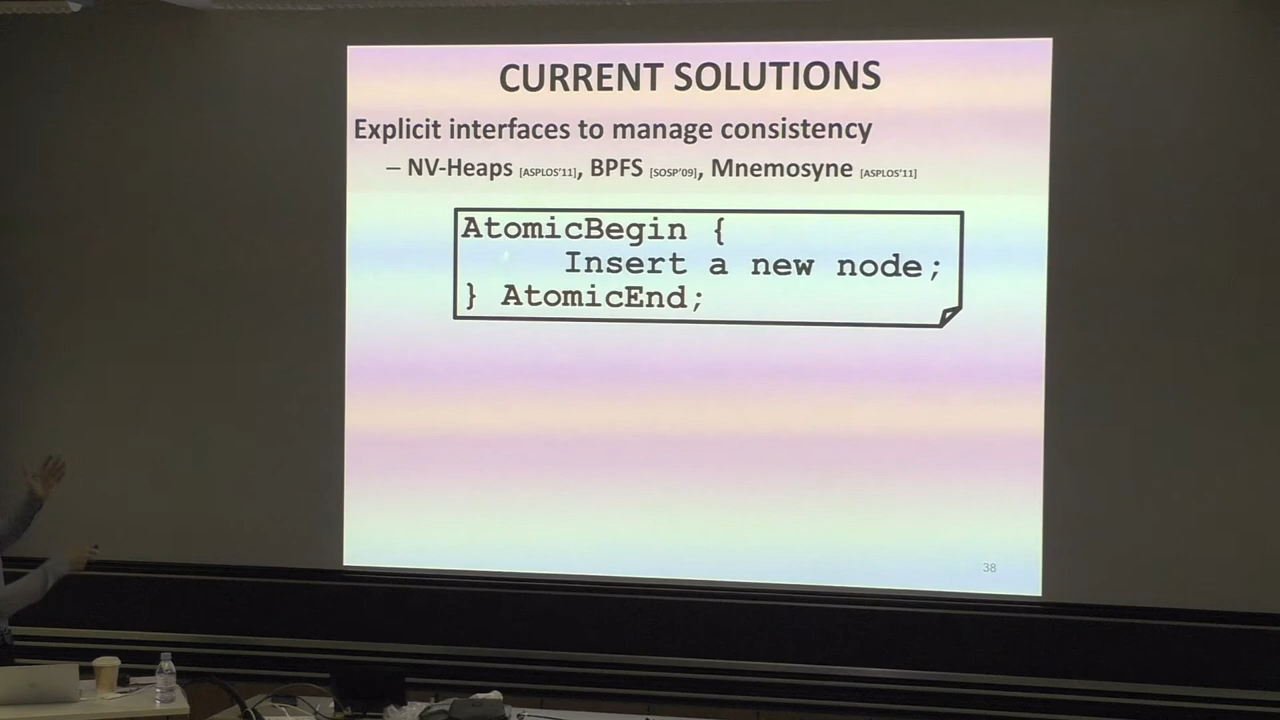 CURRENT SOLUTIONS
Explicit interfaces to manage consistency
– NV-Heaps [ASPLOS'11], BPFS [SOSP'09], Mnemosyne [ASPLOS'11]
AtomicBegin {
Insert a new node;
} AtomicEnd;
38